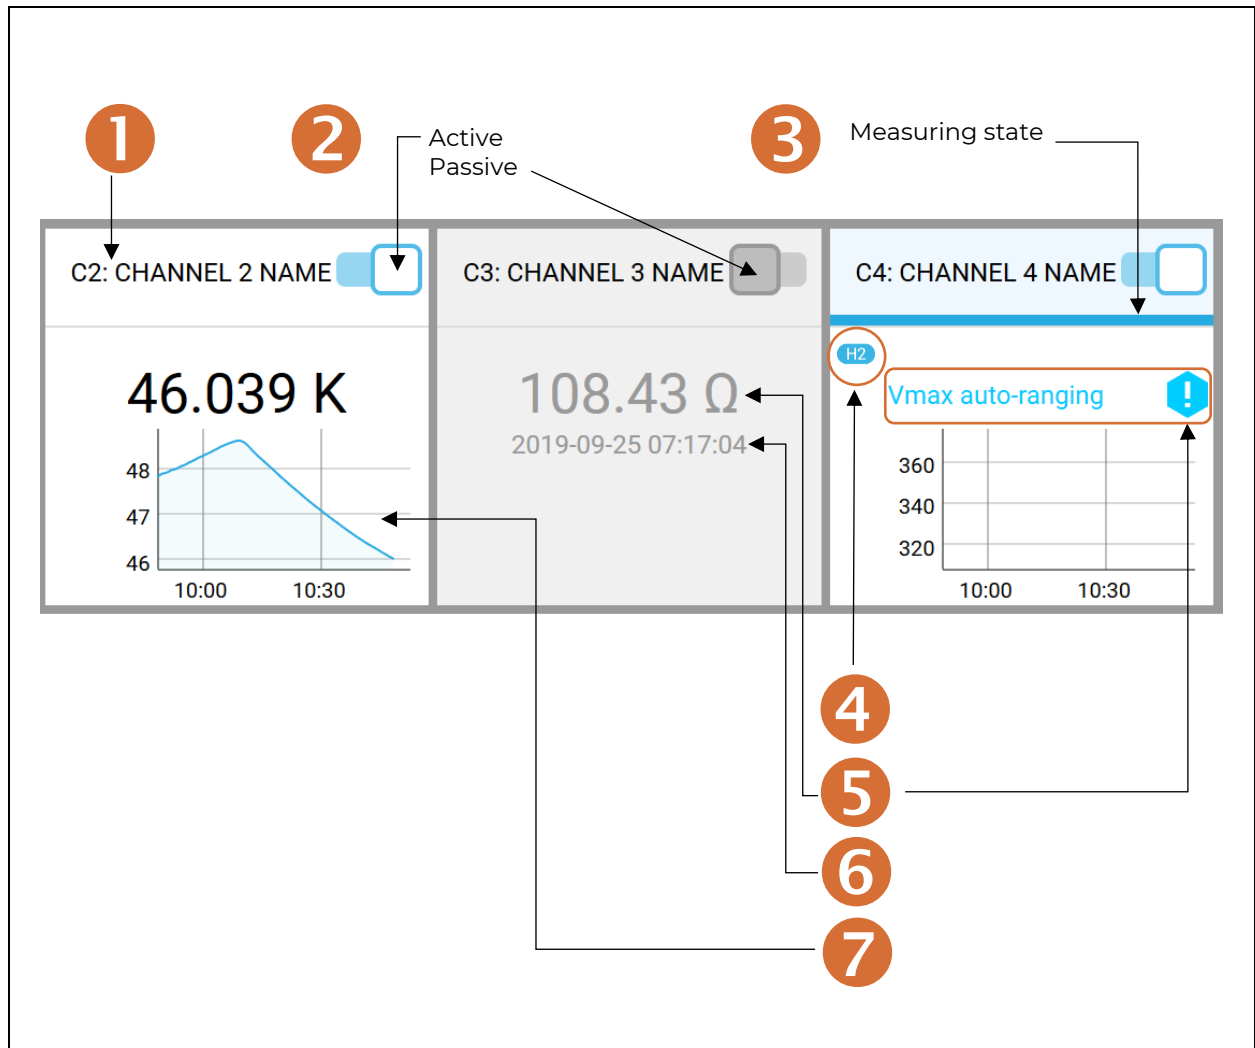 1
2
Active
Passive
3
Measuring state
C2: CHANNEL 2 NAME
C3: CHANNEL 3 NAME
C4: CHANNEL 4 NAME
46.039 K
48
47
46
10:00 10:30
108.43 Ω
2019-09-25 07:17:04
H2
Vmax auto-ranging
!
360
340
320
10:00 10:30
4
5
6
7